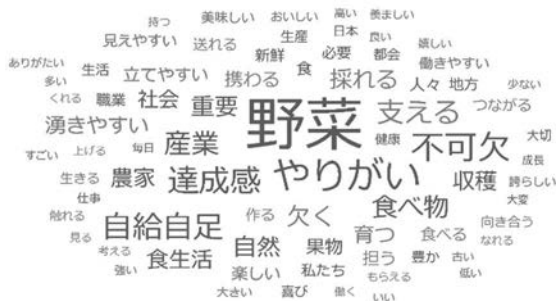 持つ 美味しい おいしい 高い 羨ましい
見えやすい 送れる 生産 日本 良い 嬉しい
ありがたい 生活 立てやすい 新鮮 必要 都会 働きやすい
多い 携わる 食 採れる 人々 地方 少ない
くれる 職業 社会 重要 野菜 支える つながる
湧きやすい 産業 健康 不可欠 大切
すごい 上げる 毎日 成長
生きる 農家 達成感 やりがい 収穫 誇らしい
仕事 食べ物 大変
触れる 自給自足 作る 欠く 向き合う
見る 育つ 食べる なれる
考える 食生活 自然 果物 担う 豊か 古い
強い 楽しい 私たち もらえる 低い
大きい 喜び 働く いい